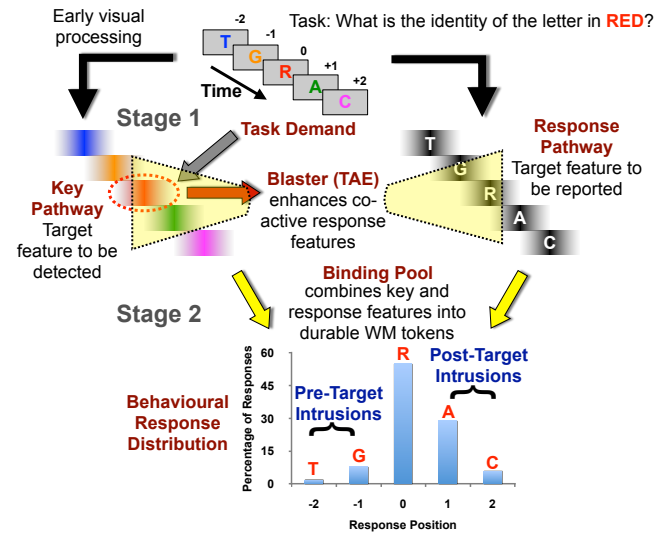 Early visual
processing
Task: What is the identity of the letter in RED?
-2
-1
0
+1
+2
T
G
R
A
C
Time
Stage 1
Task Demand
Key
Pathway
Target
feature to be
detected
Blaster (TAE)
enhances co-
active response
features
Response
Pathway
Target feature to
be reported
T
G
R
A
C
Stage 2
Binding Pool
combines key and
response features into
durable WM tokens
Behavioural
Response
Distribution
Percentage of Responses
60
45
30
15
0
Pre-Target
Intrusions
Post-Target
Intrusions
T
G
R
A
C
-2
-1
0
1
2
Response Position